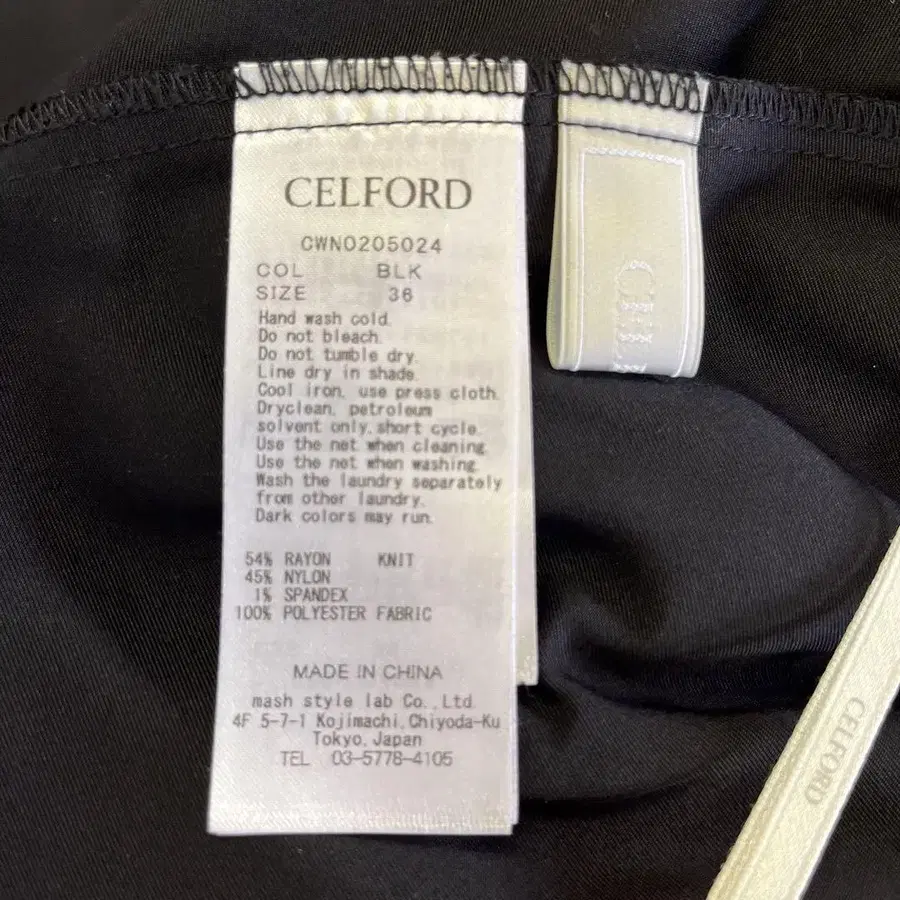 CELFORD
CWNO205024
COL BLK
SIZE 36
Hand wash cold.
Do not bleach.
Do not tumble dry.
Line dry in shade.
Cool iron, use press cloth.
Dryclean, petroleum
solvent only, short cycle.
Use the net when cleaning.
Use the net when washing.
Wash the laundry separately
from other laundry.
Dark colors may run.
54% RAYON KNIT
45% NYLON
1% SPANDEX
100% POLYESTER FABRIC
MADE IN CHINA
mash style lab Co., Ltd.
4F 5-7-1 Kojimachi, Chiyoda-Ku
Tokyo, Japan
TEL 03-5778-4105
CELFORD